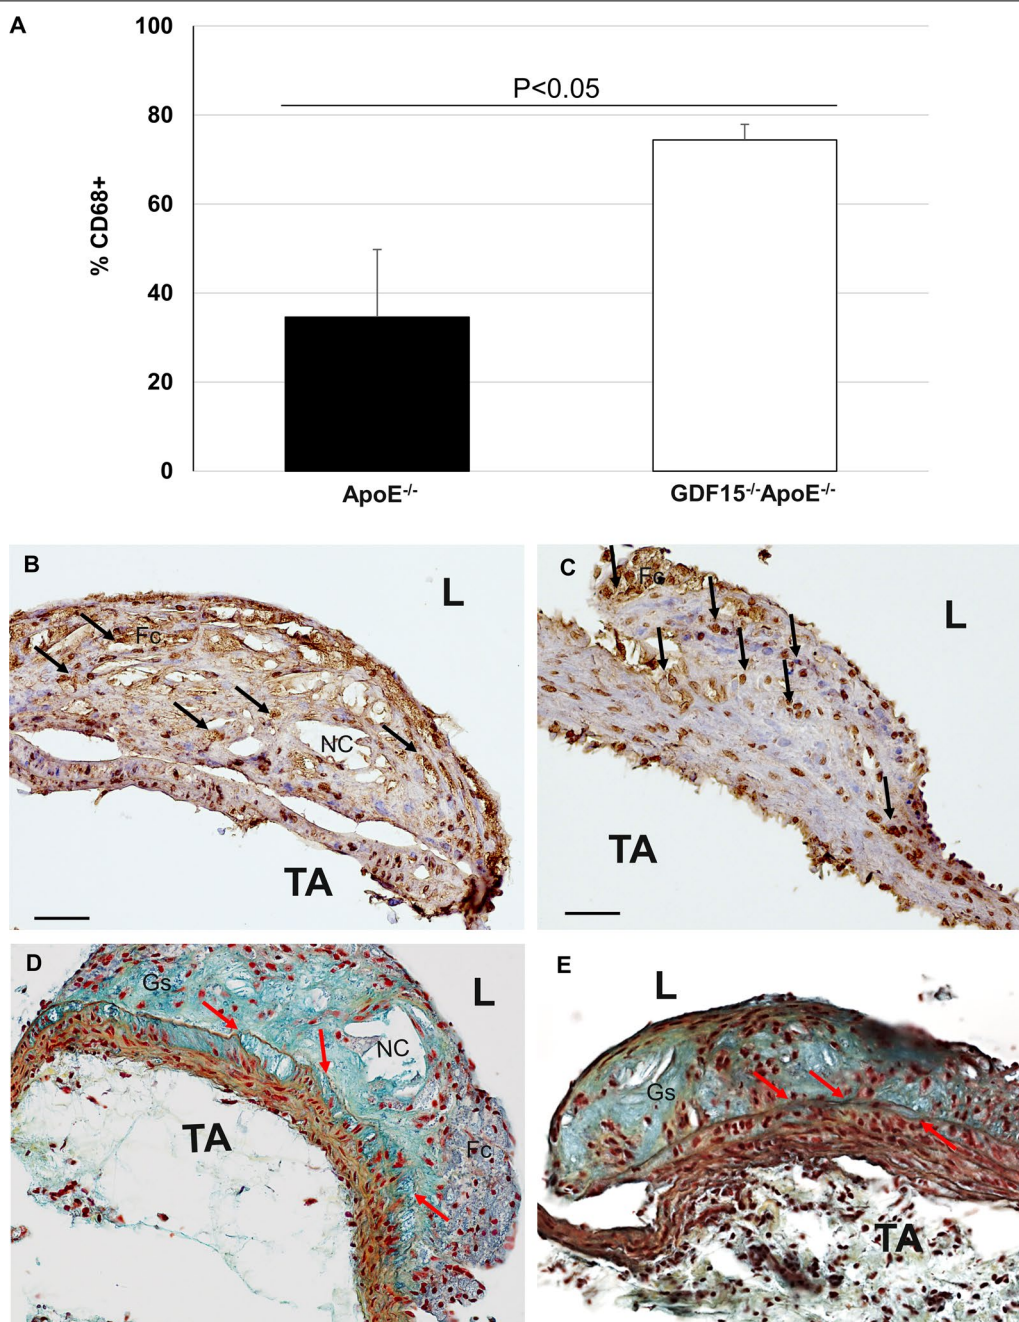 A
100
P<0.05
80
60
% CD68+
40
20
0
ApoE-/-
GDF15-/-ApoE-/-
B
L
Fc
NC
TA
C
Fc
L
TA
D
Gs
L
NC
TA
Fc
E
L
Gs
TA